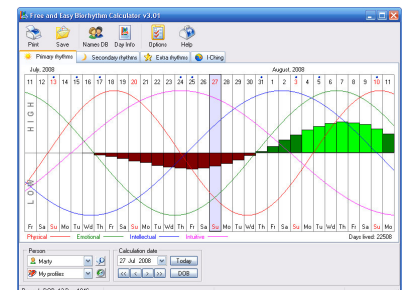 Free and Easy Biorhythm Calculator v3.01
Print Save Names DB Day Info Options Help
Primary rhythms Secondary rhythms Extra rhythms I-Ching
July, 2008 August, 2008
11 12 13 14 15 16 17 18 19 20 21 22 23 24 25 26 27 28 29 30 31 1 2 3 4 5 6 7 8 9 10 11
HIGH
LOW
Fr Sa Su Mo Tu We Th Fr Sa Su Mo Tu We Th Fr Sa Su Mo Tu We Th Fr Sa Su Mo Tu We Th Fr Sa Su Mo
Physical Emotional Intellectual Intuitive Days lived: 22508
Person Calculation date
Marty 27 Jul 2008 Today
My profiles << < > >> DOB